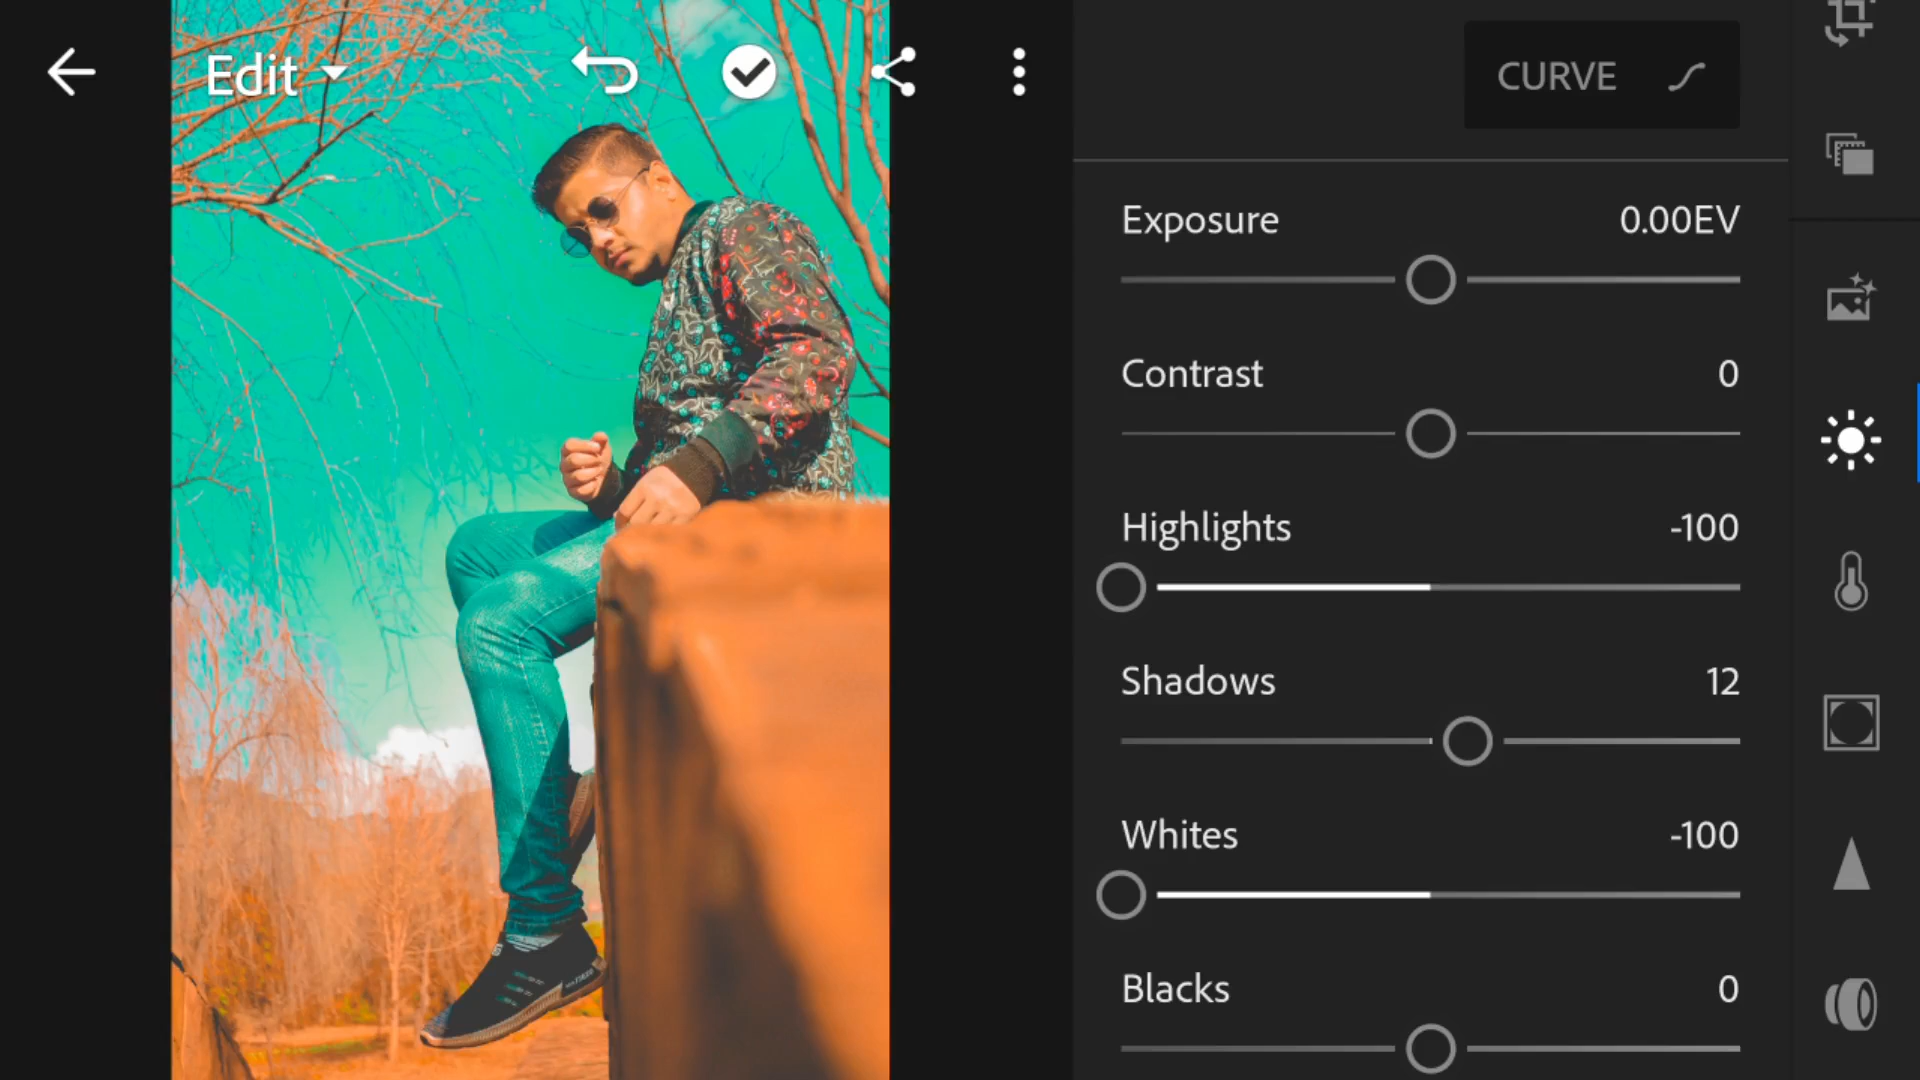 Edit
CURVE
Exposure 0.00EV
Contrast 0
Highlights -100
Shadows 12
Whites -100
Blacks 0